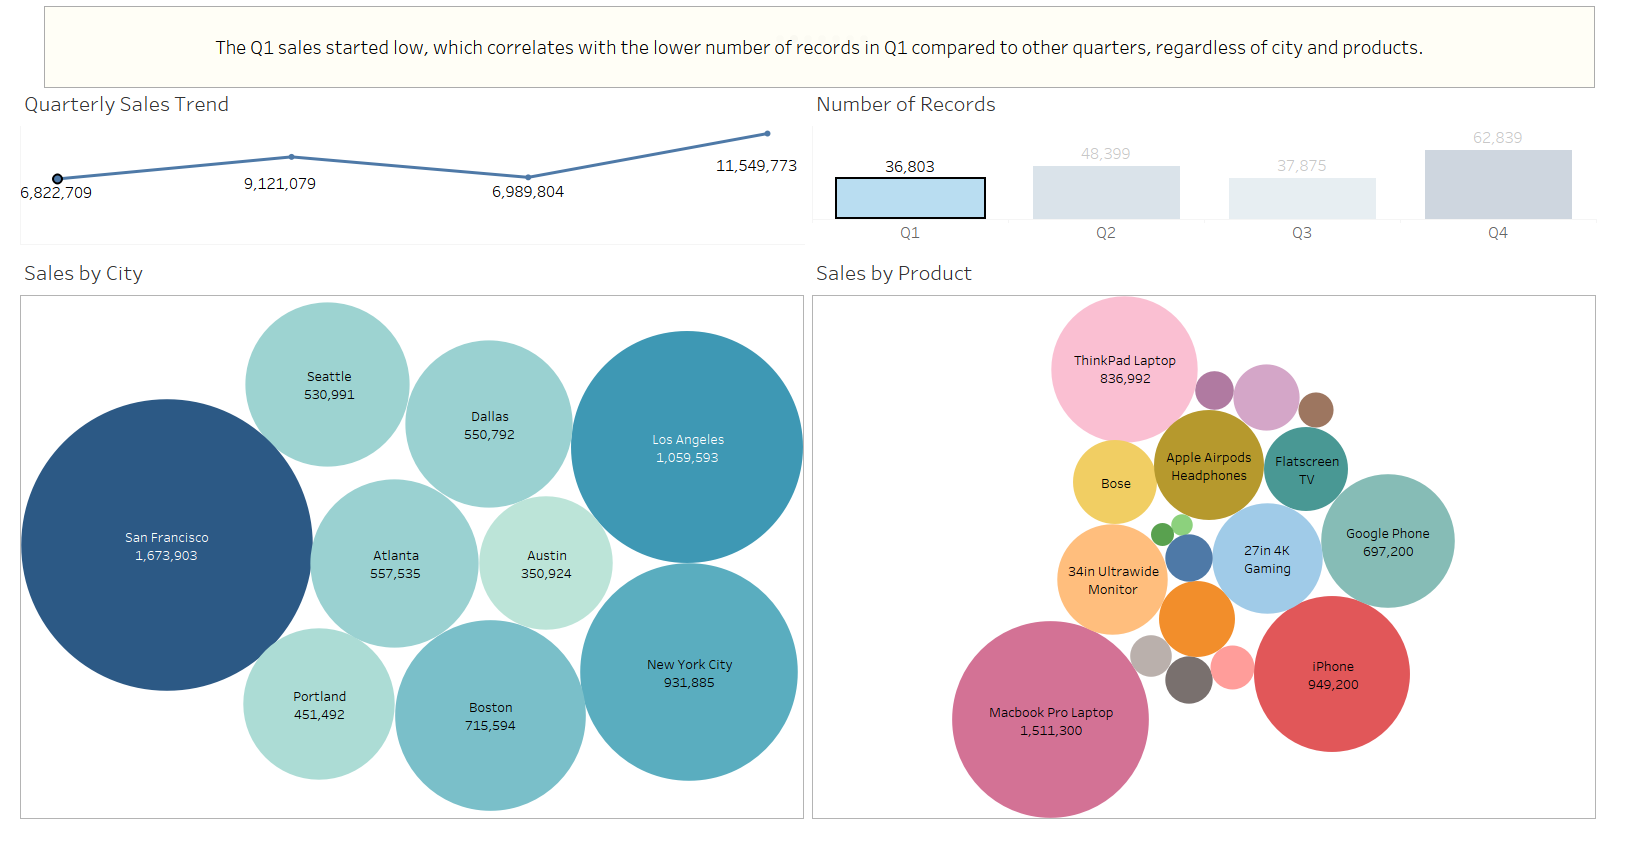 The Q1 sales started low, which correlates with the lower number of records in Q1 compared to other quarters, regardless of city and products.
Quarterly Sales Trend
6,822,709
9,121,079
6,989,804
11,549,773
Number of Records
36,803
48,399
37,875
62,839
Q1
Q2
Q3
Q4
Sales by City
Seattle
530,991
Dallas
550,792
Los Angeles
1,059,593
San Francisco
1,673,903
Atlanta
557,535
Austin
350,924
New York City
931,885
Portland
451,492
Boston
715,594
Sales by Product
ThinkPad Laptop
836,992
Apple Airpods
Headphones
Flatscreen
TV
Bose
Google Phone
697,200
27in 4K
Gaming
34in Ultrawide
Monitor
iPhone
949,200
Macbook Pro Laptop
1,511,300